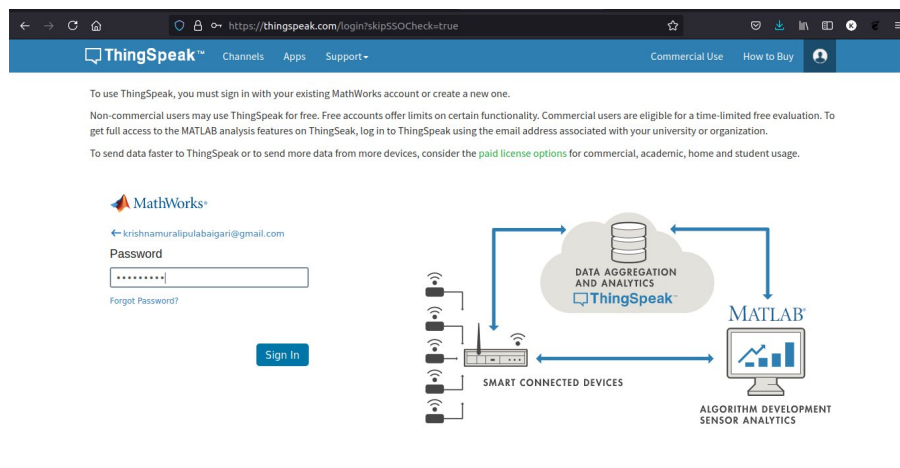 https://thingspeak.com/login?skipSSOCheck=true
ThingSpeak™ Channels Apps Support Commercial Use How to Buy
To use ThingSpeak, you must sign in with your existing MathWorks account or create a new one.
Non-commercial users may use ThingSpeak for free. Free accounts offer limits on certain functionality. Commercial users are eligible for a time-limited free evaluation. To
get full access to the MATLAB analysis features on ThingSeak, log in to ThingSpeak using the email address associated with your university or organization.
To send data faster to ThingSpeak or to send more data from more devices, consider the paid license options for commercial, academic, home and student usage.
MathWorks®
krishnamuralipulabaigari@gmail.com
Password
•••••••••
Forgot Password?
Sign In
DATA AGGREGATION
AND ANALYTICS
ThingSpeak™
MATLAB®
SMART CONNECTED DEVICES
ALGORITHM DEVELOPMENT
SENSOR ANALYTICS